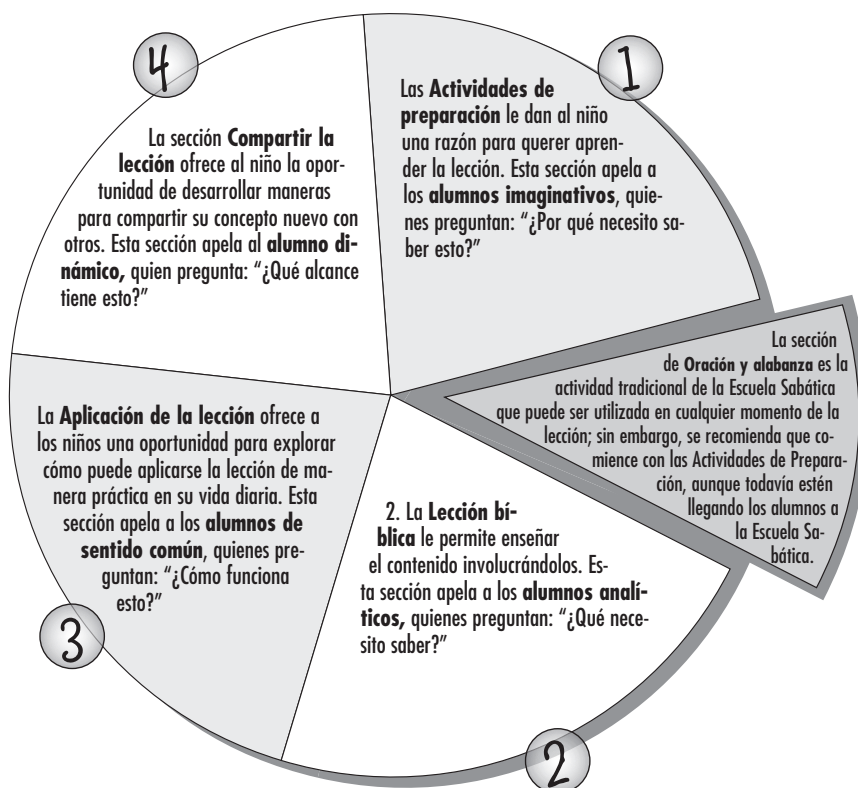 1
Las Actividades de
preparación le dan al niño
una razón para querer apren-
der la lección. Esta sección apela a
los alumnos imaginativos, quie-
nes preguntan: “¿Por qué necesito sa-
ber esto?”
La sección
de Oración y alabanza es la
actividad tradicional de la Escuela Sabática
que puede ser utilizada en cualquier momento de la
lección; sin embargo, se recomienda que co-
mience con las Actividades de Prepara-
ción, aunque todavía estén
llegando los alumnos a
la Escuela Sa-
bática.
2. La Lección bí-
blica le permite enseñar
el contenido involucrándolos. Es-
ta sección apela a los alumnos analí-
ticos, quienes preguntan: “¿Qué nece-
sito saber?”
2
La Aplicación de la lección ofrece a
los niños una oportunidad para explorar
cómo puede aplicarse la lección de ma-
nera práctica en su vida diaria. Esta
sección apela a los alumnos de
sentido común, quienes pre-
guntan: “¿Cómo funciona
esto?”
3
4
La sección Compartir la
lección ofrece al niño la opor-
tunidad de desarrollar maneras
para compartir su concepto nuevo con
otros. Esta sección apela al alumno di-
námico, quien pregunta: “¿Qué alcance
tiene esto?”